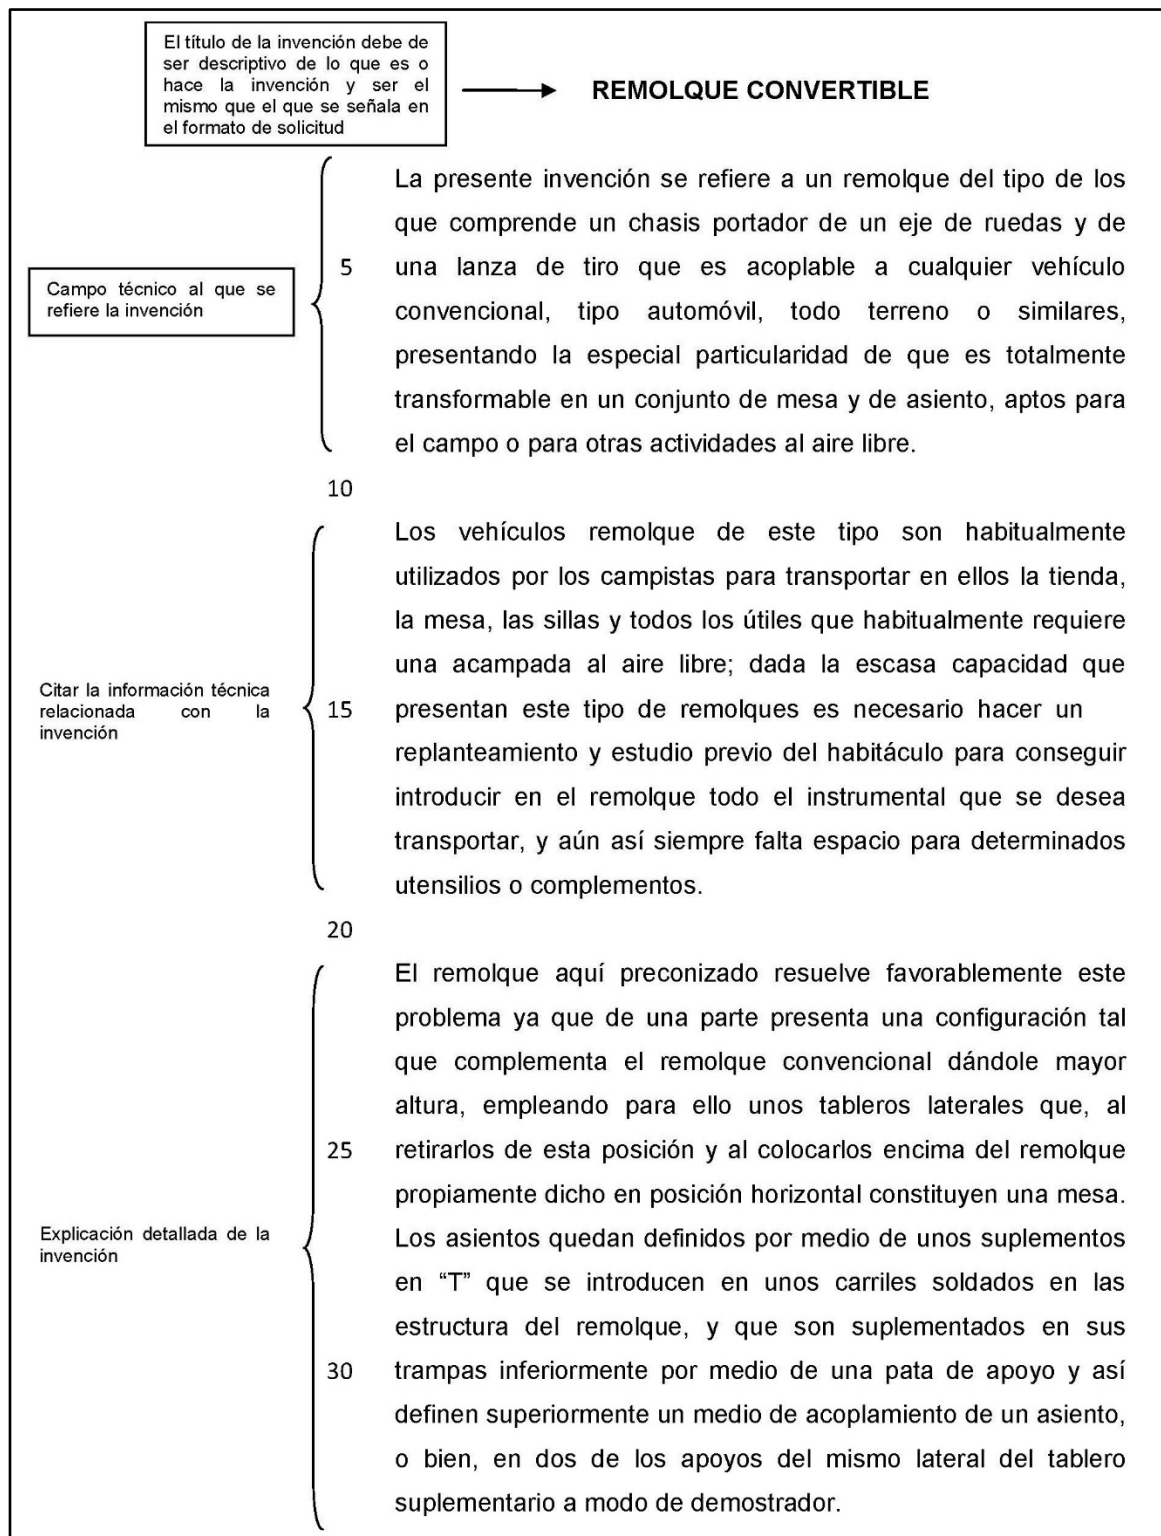 El título de la invención debe de
ser descriptivo de lo que es o
hace la invención y ser el
mismo que el que se señala en
el formato de solicitud
REMOLQUE CONVERTIBLE
Campo técnico al que se
refiere la invención
La presente invención se refiere a un remolque del tipo de los
que comprende un chasis portador de un eje de ruedas y de
5 una lanza de tiro que es acoplable a cualquier vehículo
convencional, tipo automóvil, todo terreno o similares,
presentando la especial particularidad de que es totalmente
transformable en un conjunto de mesa y de asiento, aptos para
el campo o para otras actividades al aire libre.
10
Citar la información técnica
relacionada con la
invención
Los vehículos remolque de este tipo son habitualmente
utilizados por los campistas para transportar en ellos la tienda,
la mesa, las sillas y todos los útiles que habitualmente requiere
una acampada al aire libre; dada la escasa capacidad que
15 presentan este tipo de remolques es necesario hacer un
replanteamiento y estudio previo del habitáculo para conseguir
introducir en el remolque todo el instrumental que se desea
transportar, y aún así siempre falta espacio para determinados
utensilios o complementos.
20
Explicación detallada de la
invención
El remolque aquí preconizado resuelve favorablemente este
problema ya que de una parte presenta una configuración tal
que complementa el remolque convencional dándole mayor
altura, empleando para ello unos tableros laterales que, al
25 retirarlos de esta posición y al colocarlos encima del remolque
propiamente dicho en posición horizontal constituyen una mesa.
Los asientos quedan definidos por medio de unos suplementos
en “T” que se introducen en unos carriles soldados en las
estructura del remolque, y que son suplementados en sus
30 trampas inferiormente por medio de una pata de apoyo y así
definen superiormente un medio de acoplamiento de un asiento,
o bien, en dos de los apoyos del mismo lateral del tablero
suplementario a modo de demostrador.